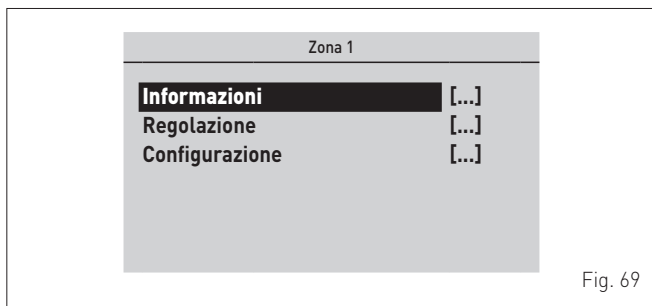 Zona 1
Informazioni [...]
Regolazione [...]
Configurazione [...]
Fig. 69